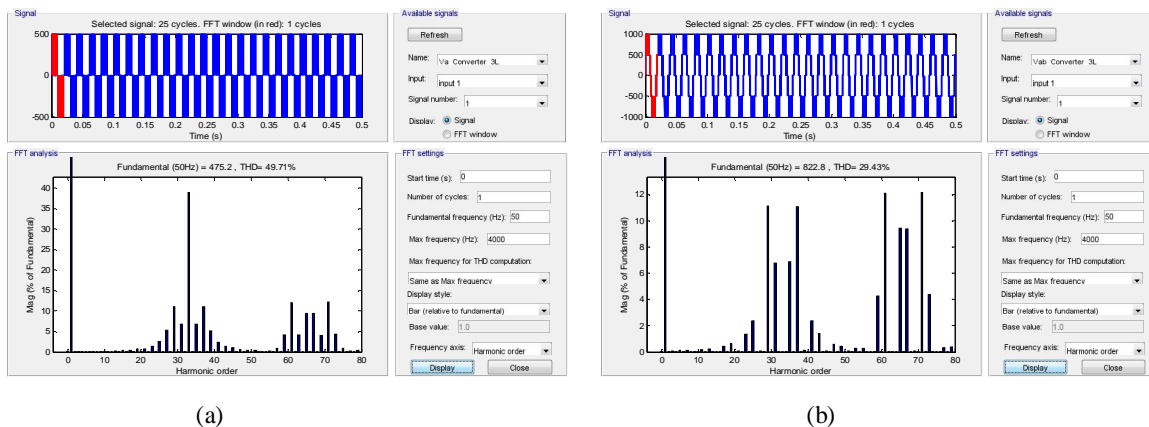 Signal
Selected signal: 25 cycles. FFT window (in red): 1 cycles
500
0
-500
0 0.05 0.1 0.15 0.2 0.25 0.3 0.35 0.4 0.45 0.5
Time (s)
Available signals
Refresh
Name: Va Converter 3L
Input: input 1
Signal number: 1
Display: Signal
FFT window
FFT analysis
Fundamental (50Hz) = 475.2 , THD= 49.71%
Mag (% of Fundamental)
40
35
30
25
20
15
10
5
0
0 10 20 30 40 50 60 70 80
Harmonic order
FFT settings
Start time (s): 0
Number of cycles: 1
Fundamental frequency (Hz): 50
Max frequency (Hz): 4000
Max frequency for THD computation:
Same as Max frequency
Display style:
Bar (relative to fundamental)
Base value: 1.0
Frequency axis: Harmonic order
Display Close
(a)
Signal
Selected signal: 25 cycles. FFT window (in red): 1 cycles
1000
500
0
-500
-1000
0 0.05 0.1 0.15 0.2 0.25 0.3 0.35 0.4 0.45 0.5
Time (s)
Available signals
Refresh
Name: Vab Converter 3L
Input: input 1
Signal number: 1
Display: Signal
FFT window
FFT analysis
Fundamental (50Hz) = 822.8 , THD= 29.43%
Mag (% of Fundamental)
12
10
8
6
4
2
0
0 10 20 30 40 50 60 70 80
Harmonic order
FFT settings
Start time (s): 0
Number of cycles: 1
Fundamental frequency (Hz): 50
Max frequency (Hz): 4000
Max frequency for THD computation:
Same as Max frequency
Display style:
Bar (relative to fundamental)
Base value: 1.0
Frequency axis: Harmonic order
Display Close
(b)